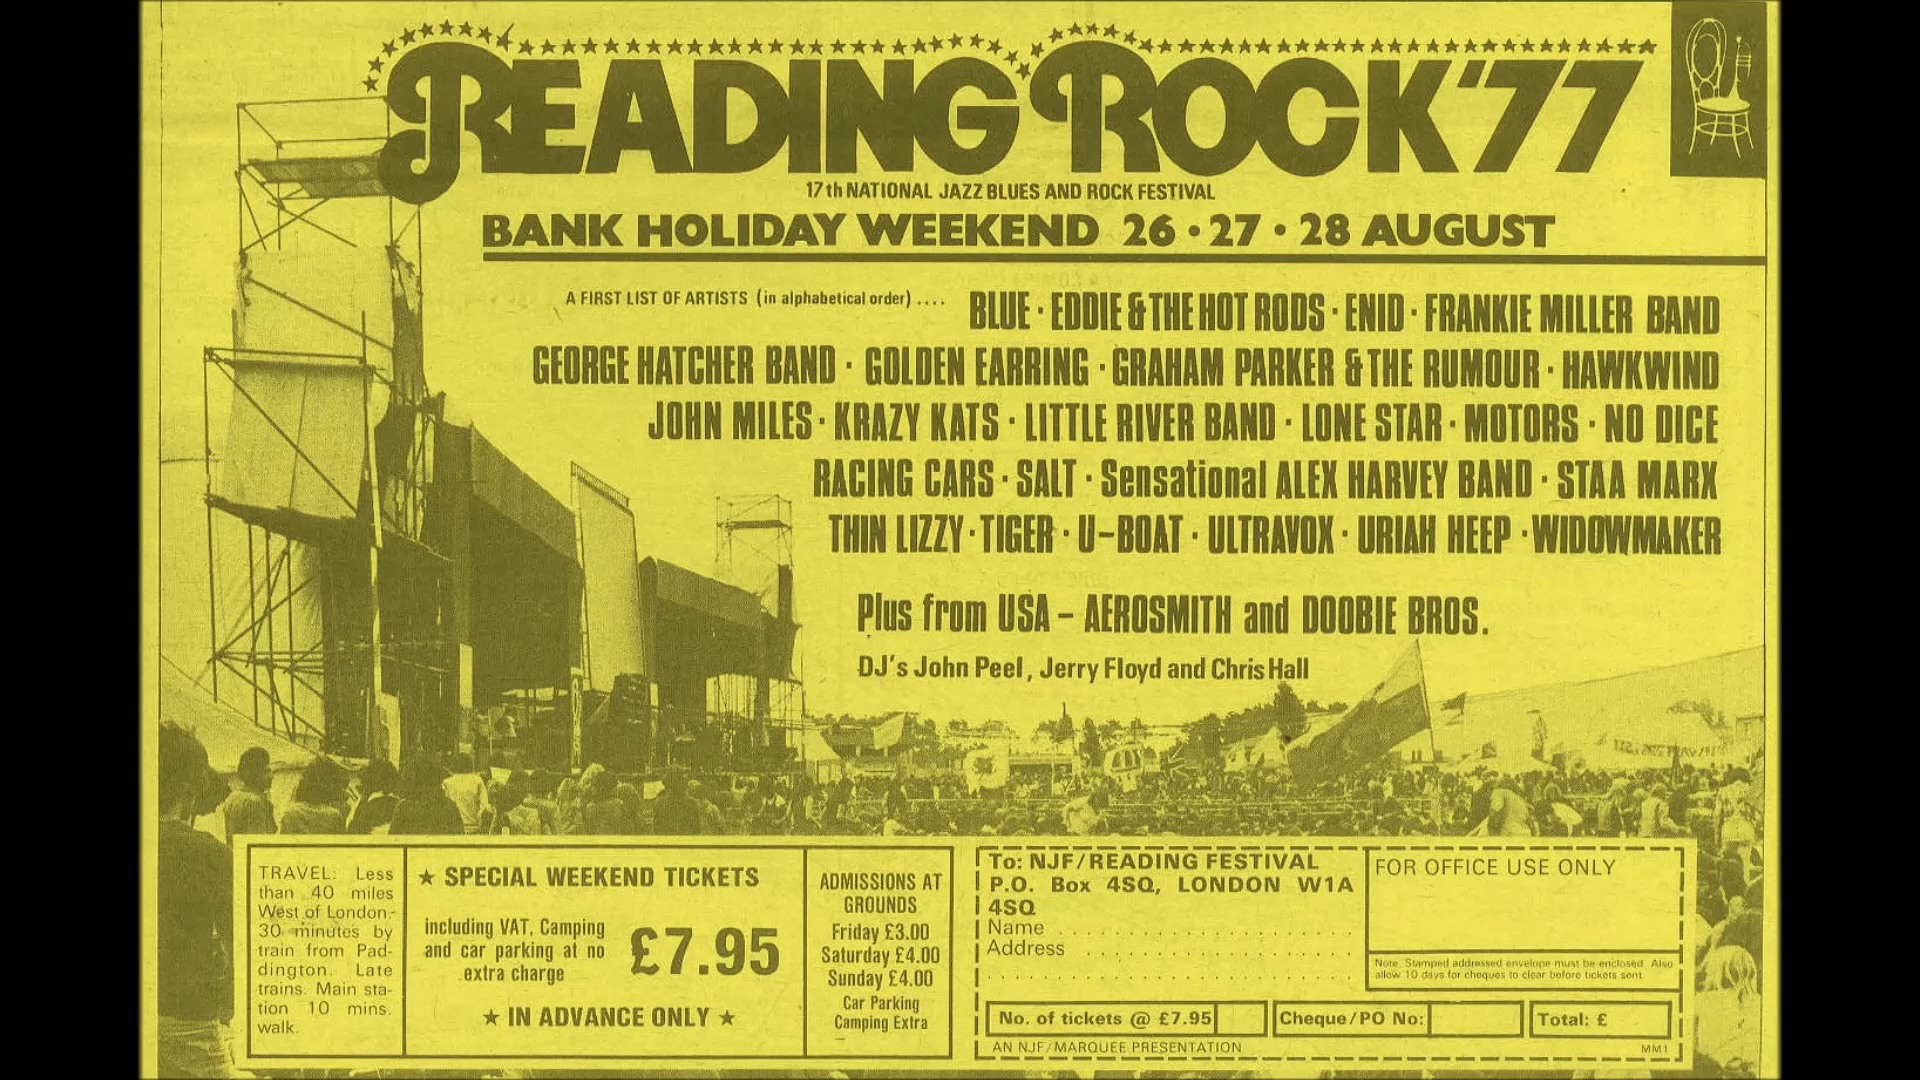 READING ROCK '77
17th NATIONAL JAZZ BLUES AND ROCK FESTIVAL
BANK HOLIDAY WEEKEND 26 • 27 • 28 AUGUST
A FIRST LIST OF ARTISTS (in alphabetical order) .... BLUE · EDDIE & THE HOT RODS · ENID · FRANKIE MILLER BAND
GEORGE HATCHER BAND · GOLDEN EARRING · GRAHAM PARKER & THE RUMOUR · HAWKWIND
JOHN MILES · KRAZY KATS · LITTLE RIVER BAND · LONE STAR · MOTORS · NO DICE
RACING CARS · SALT · Sensational ALEX HARVEY BAND · STAA MARX
THIN LIZZY · TIGER · U-BOAT · ULTRAVOX · URIAH HEEP · WIDOWMAKER
Plus from USA – AEROSMITH and DOOBIE BROS.
DJ's John Peel, Jerry Floyd and Chris Hall
TRAVEL: Less
than 40 miles
West of London.
30 minutes by
train from Pad-
dington. Late
trains. Main sta-
tion 10 mins.
walk.
★ SPECIAL WEEKEND TICKETS
including VAT, Camping
and car parking at no
extra charge
£7.95
★ IN ADVANCE ONLY ★
ADMISSIONS AT
GROUNDS
Friday £3.00
Saturday £4.00
Sunday £4.00
Car Parking
Camping Extra
To: NJF/READING FESTIVAL
P.O. Box 4SQ, LONDON W1A
4SQ
Name
Address
No. of tickets @ £7.95
Cheque/PO No:
Total: £
FOR OFFICE USE ONLY
Note. Stamped addressed envelope must be enclosed. Also
allow 10 days for cheques to clear before tickets sent.
AN NJF/MARQUEE PRESENTATION
MM1